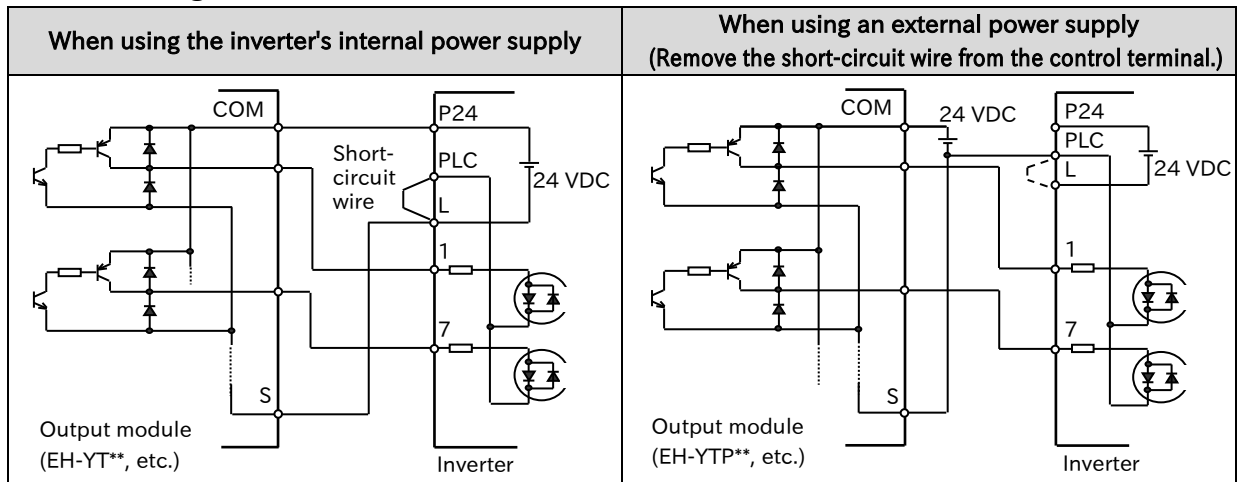 When using the inverter's internal power supply
When using an external power supply
(Remove the short-circuit wire from the control terminal.)
COM
P24
PLC
Short-
circuit
wire
L
24 VDC
1
7
S
Output module
(EH-YT**, etc.)
Inverter
COM
24 VDC
P24
PLC
L
24 VDC
1
7
S
Output module
(EH-YTP**, etc.)
Inverter